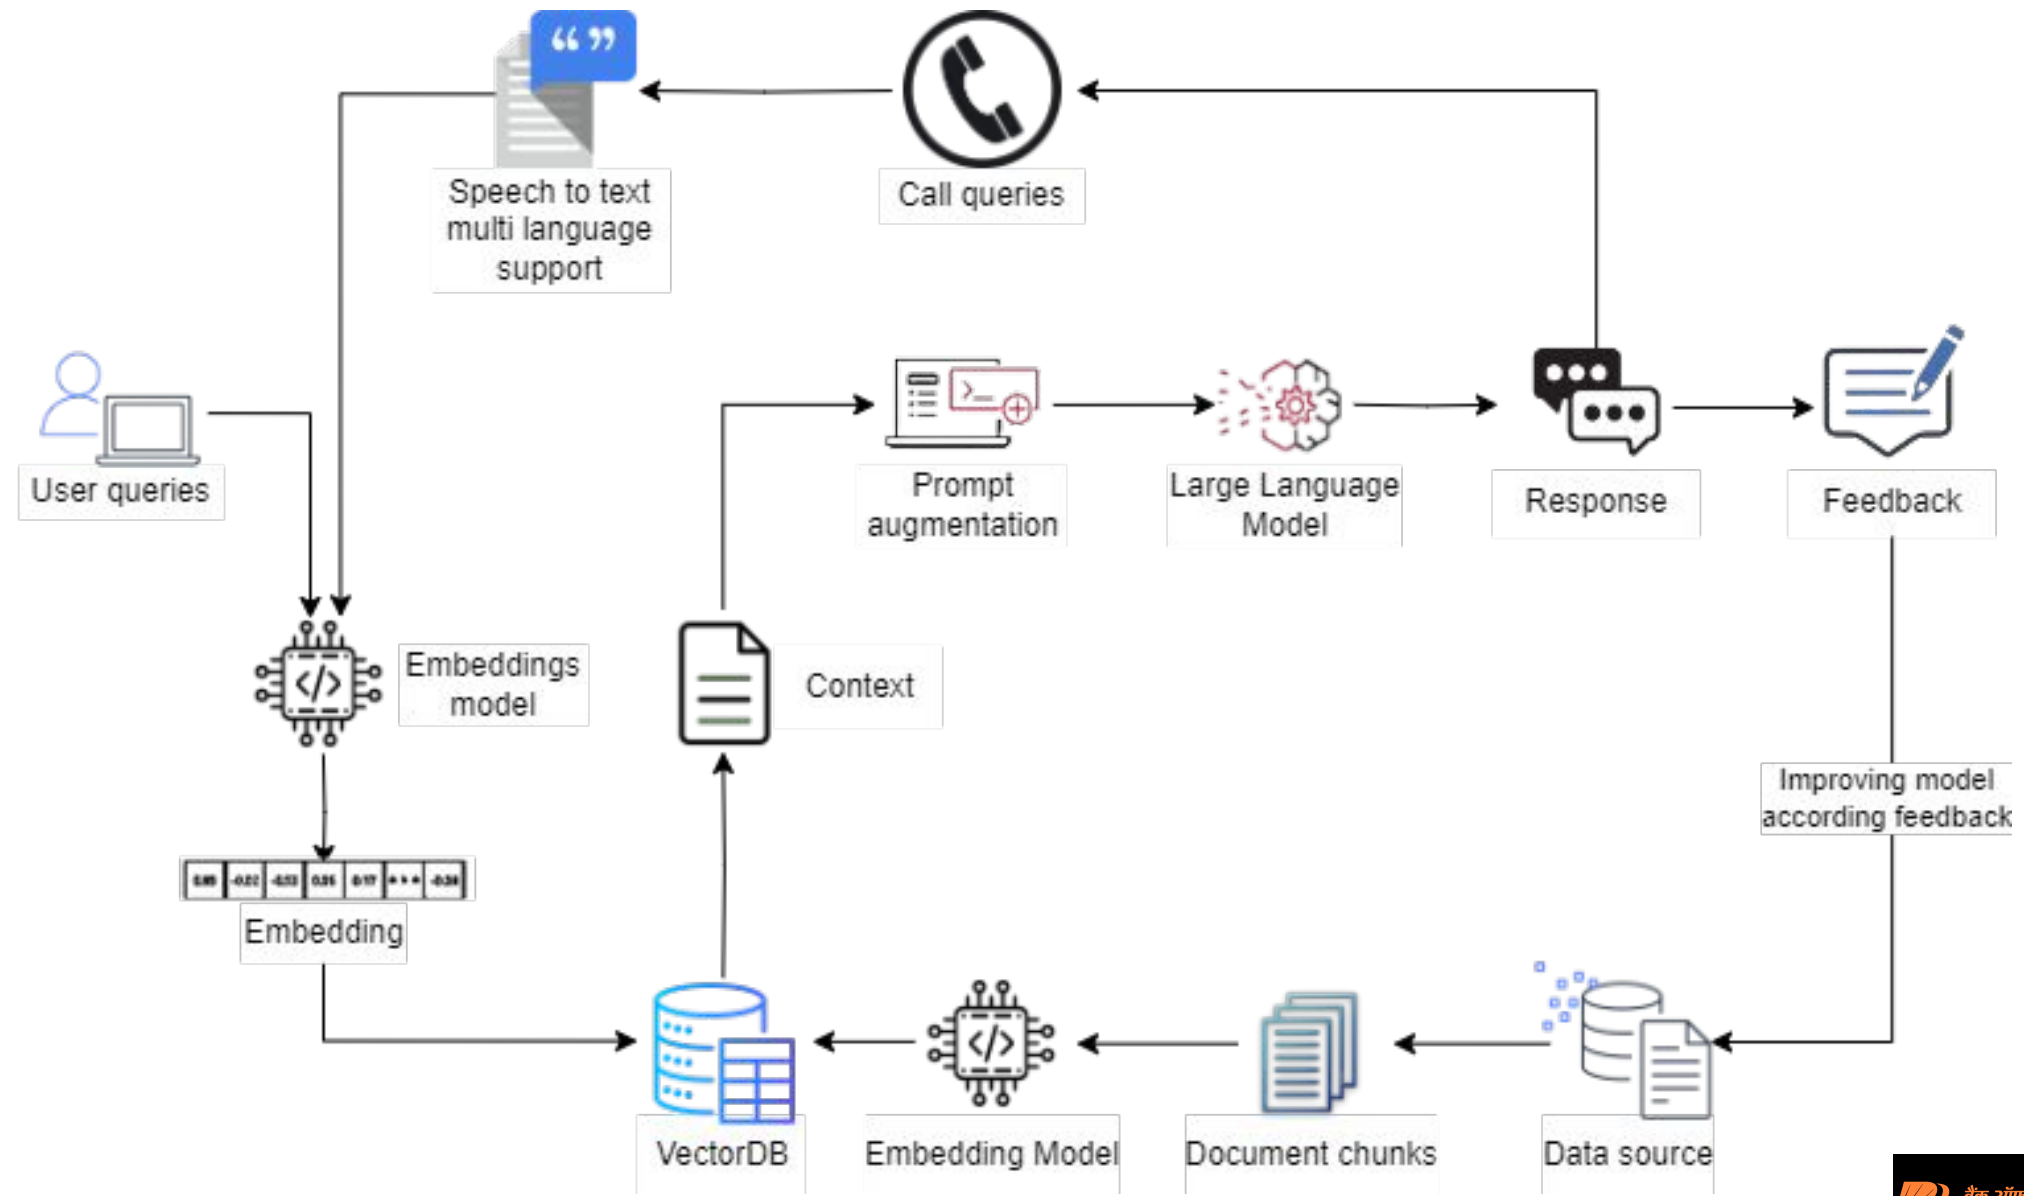 “ ”
Speech to text
multi language
support
Call queries
User queries
Prompt
augmentation
Large Language
Model
Response
Feedback
Embeddings
model
Context
Improving model
according feedback
Embedding
VectorDB
Embedding Model
Document chunks
Data source